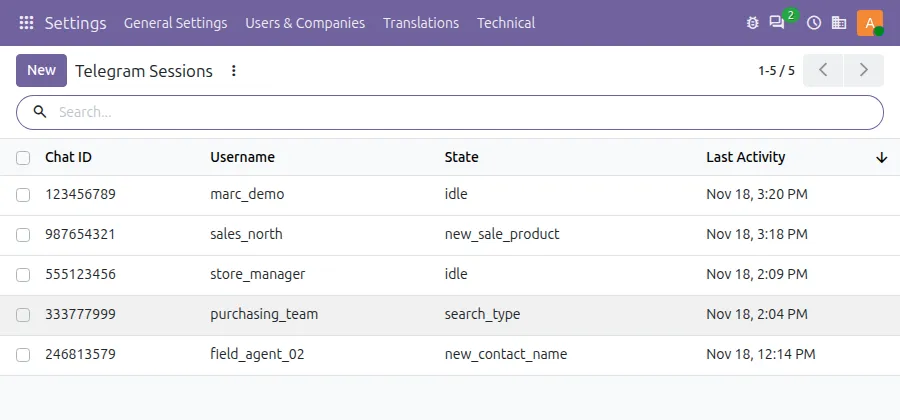 Settings General Settings Users & Companies Translations Technical 2 A
New Telegram Sessions 1-5 / 5
Search...
Chat ID Username State Last Activity
123456789 marc_demo idle Nov 18, 3:20 PM
987654321 sales_north new_sale_product Nov 18, 3:18 PM
555123456 store_manager idle Nov 18, 2:09 PM
333777999 purchasing_team search_type Nov 18, 2:04 PM
246813579 field_agent_02 new_contact_name Nov 18, 12:14 PM